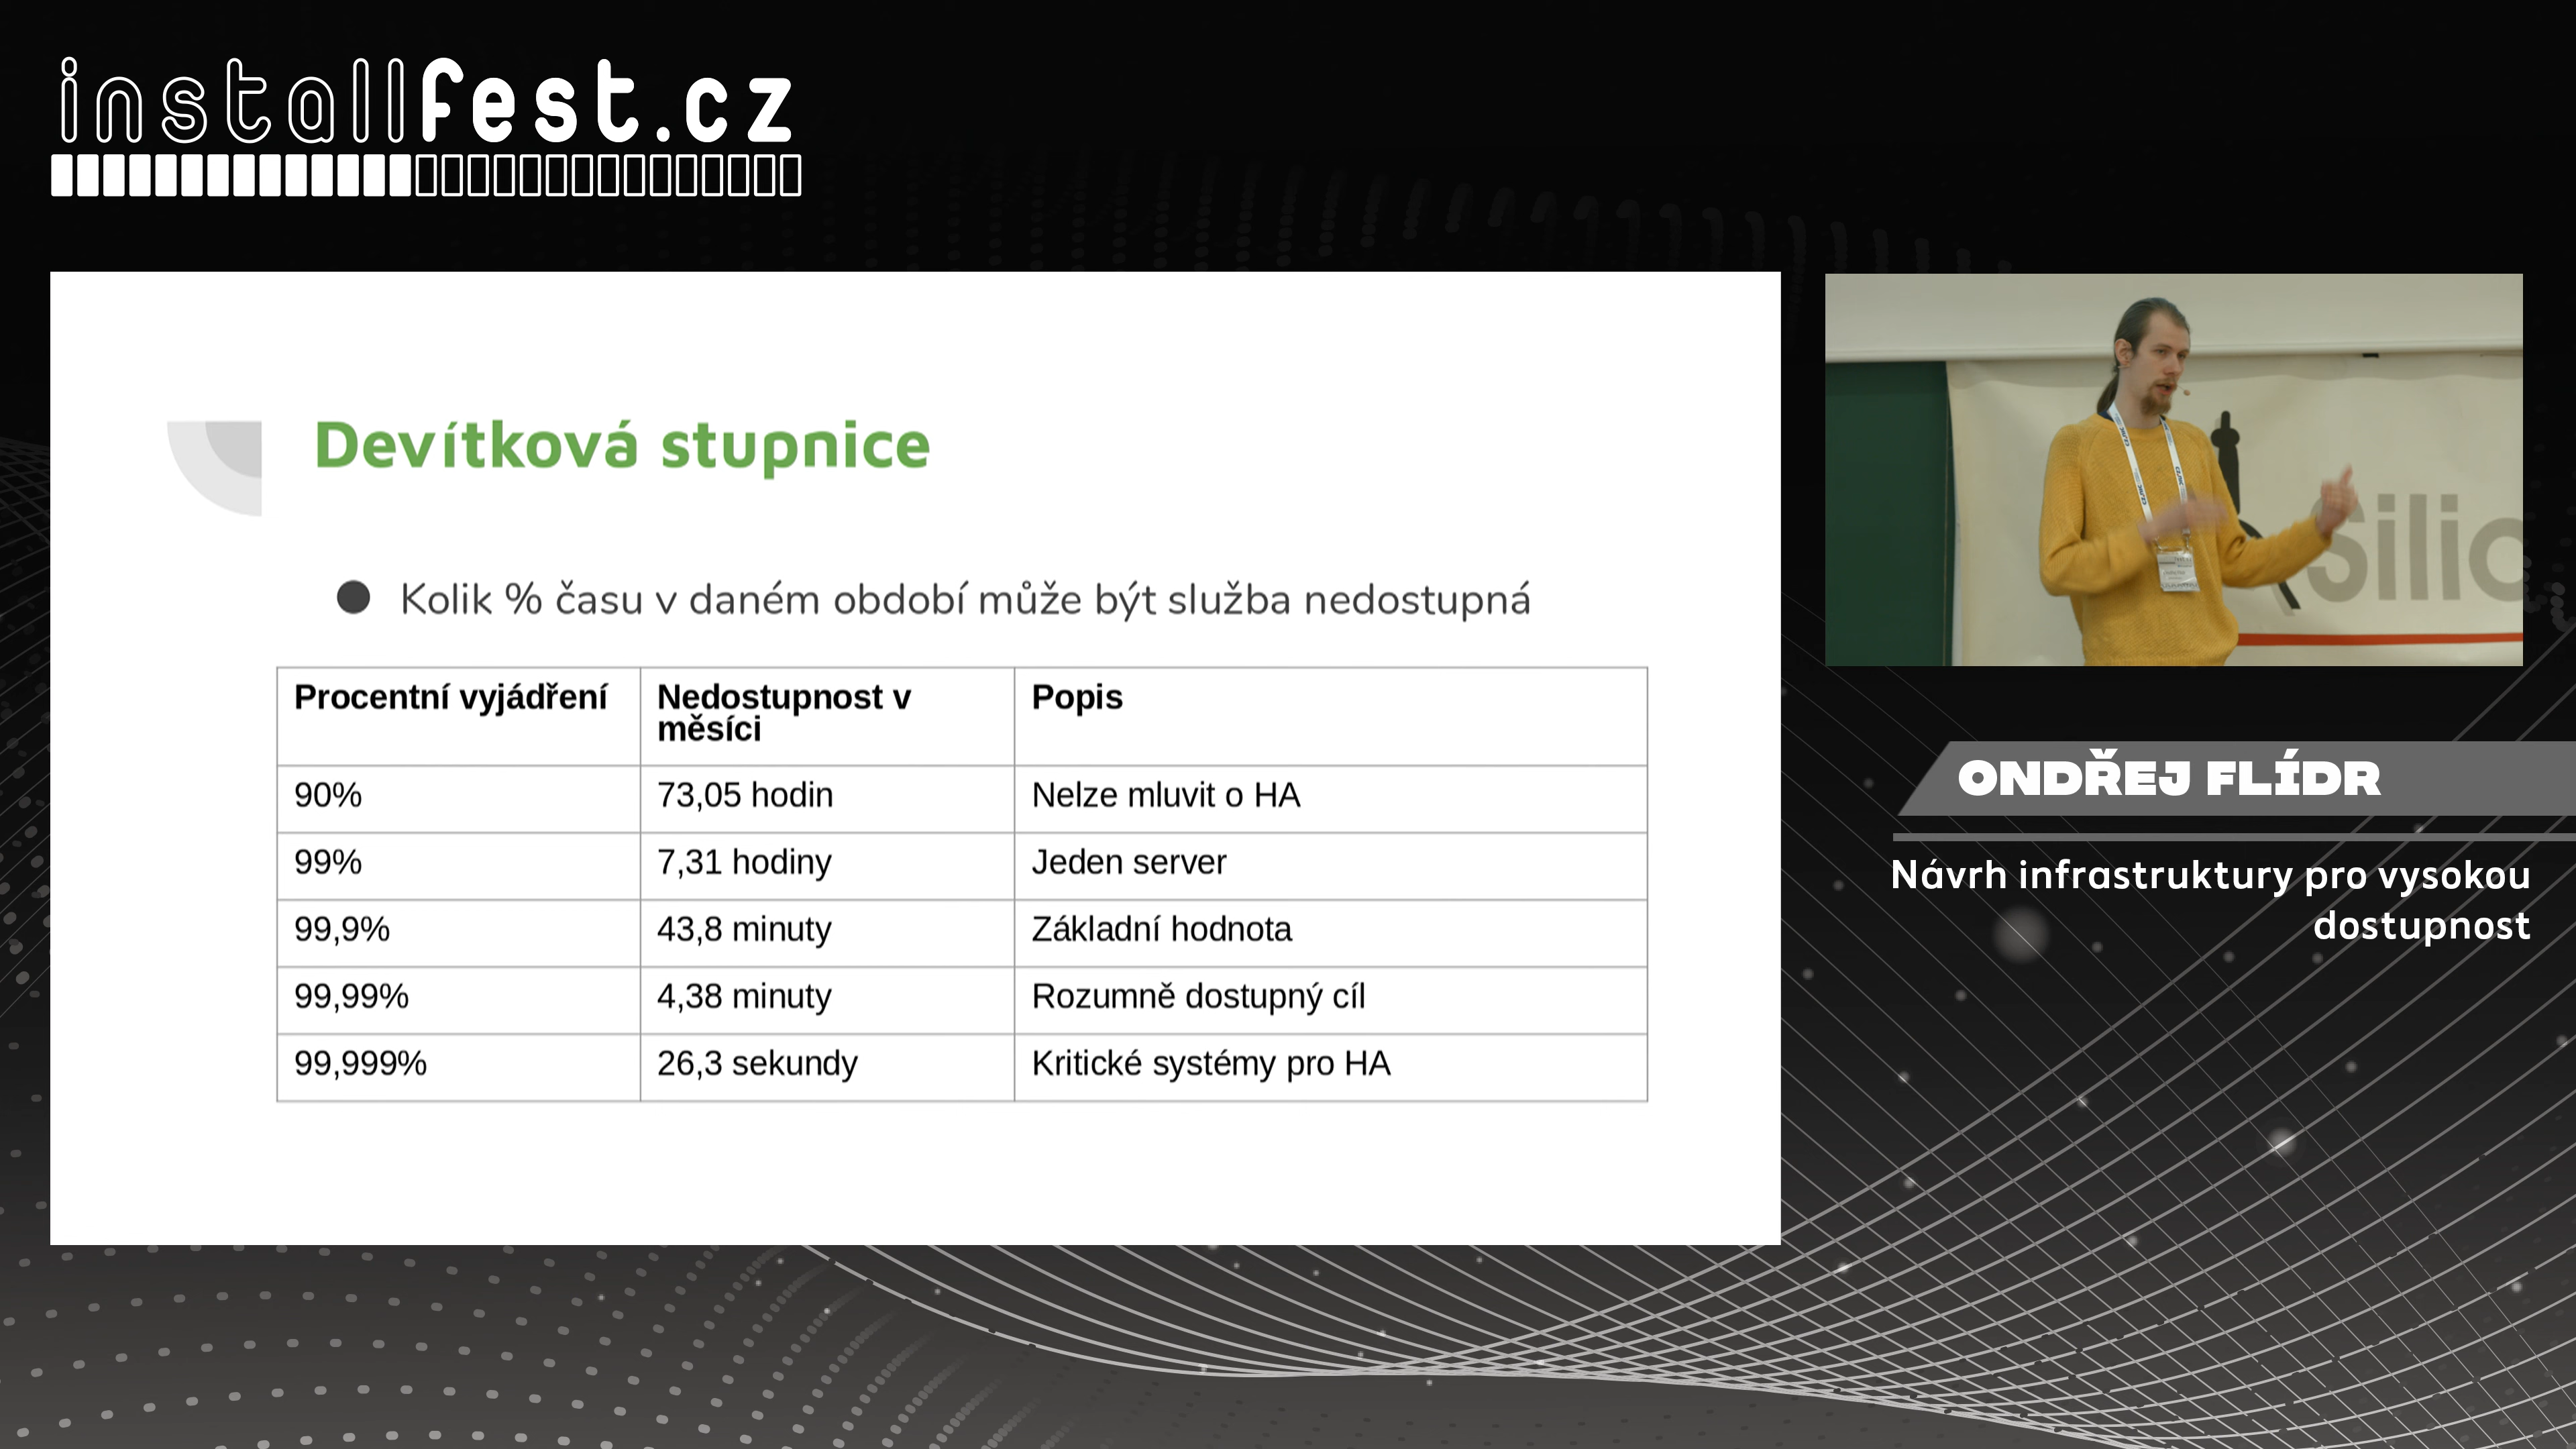 installfest.cz
Devítková stupnice
Kolik % času v daném období může být služba nedostupná
Procentní vyjádření Nedostupnost v měsíci Popis
90% 73,05 hodin Nelze mluvit o HA
99% 7,31 hodiny Jeden server
99,9% 43,8 minuty Základní hodnota
99,99% 4,38 minuty Rozumně dostupný cíl
99,999% 26,3 sekundy Kritické systémy pro HA
Silic
ONDŘEJ FLÍDR
Návrh infrastruktury pro vysokou
dostupnost